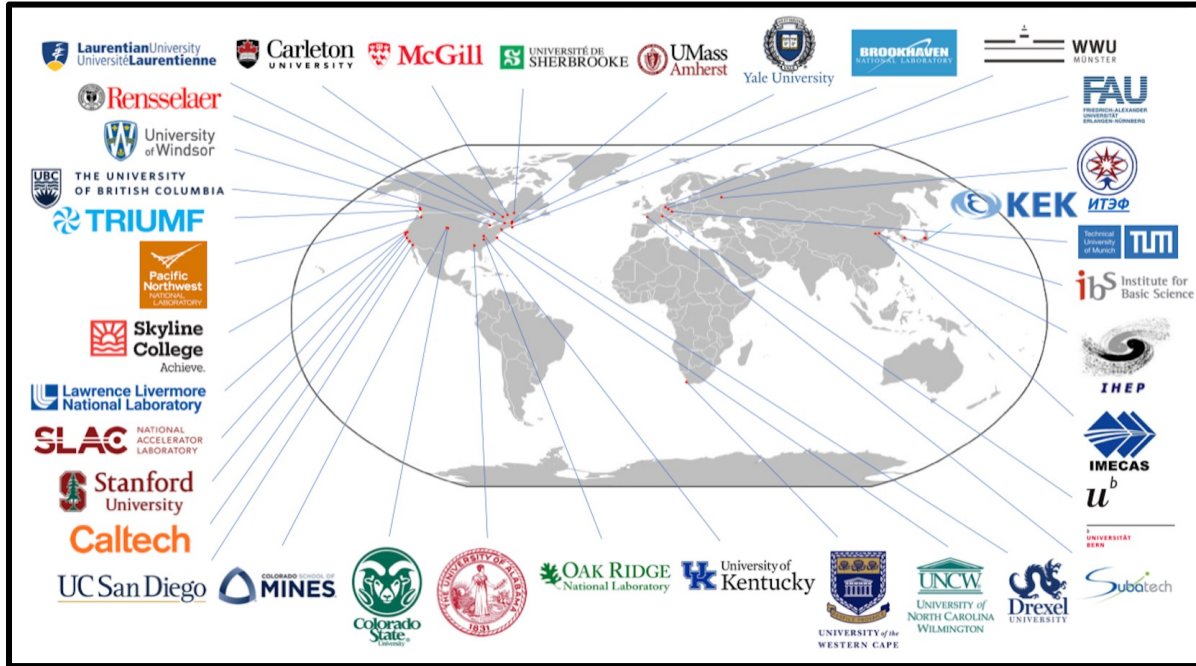 LaurentianUniversity
UniversitéLaurentienne
Carleton
UNIVERSITY
McGill
UNIVERSITÉ DE
SHERBROOKE
UMass
Amherst
Yale University
BROOKHAVEN
NATIONAL LABORATORY
WWU
MÜNSTER
Rensselaer
FAU
FRIEDRICH-ALEXANDER
UNIVERSITÄT
ERLANGEN-NÜRNBERG
University
of Windsor
UBC
THE UNIVERSITY
OF BRITISH COLUMBIA
ИТЭФ
KEK
TRIUMF
Technical
University
of Munich
TUM
Pacific
Northwest
NATIONAL
LABORATORY
ibS Institute for
Basic Science
Skyline
College
Achieve.
IHEP
Lawrence Livermore
National Laboratory
IMECAS
SLAC
NATIONAL
ACCELERATOR
LABORATORY
Stanford
University
u
b
UNIVERSITÄT
BERN
Caltech
UC San Diego
COLORADO SCHOOL OF
MINES
Colorado
State
University
THE UNIVERSITY OF ALABAMA
1831
OAK RIDGE
National Laboratory
UK
University of
Kentucky
UNIVERSITY of the
WESTERN CAPE
UNCW
UNIVERSITY of
NORTH CAROLINA
WILMINGTON
Drexel
UNIVERSITY
Subatech